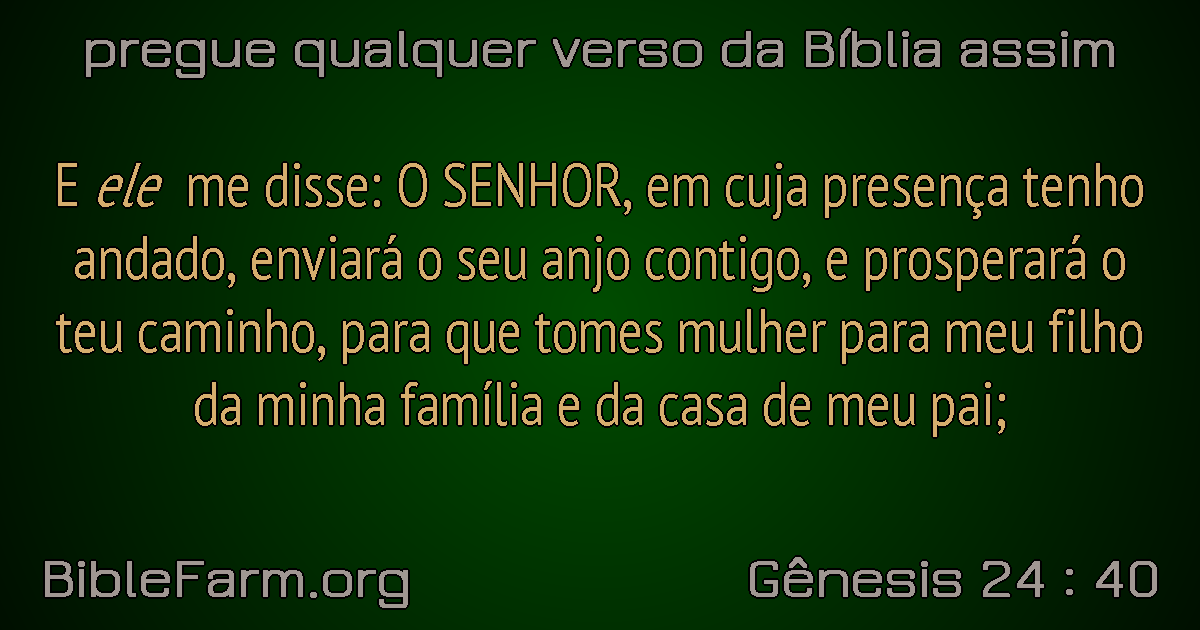 pregue qualquer verso da Bíblia assim
E ele me disse: O SENHOR, em cuja presença tenho
andado, enviará o seu anjo contigo, e prosperará o
teu caminho, para que tomes mulher para meu filho
da minha família e da casa de meu pai;
BibleFarm.org
Gênesis 24 : 40